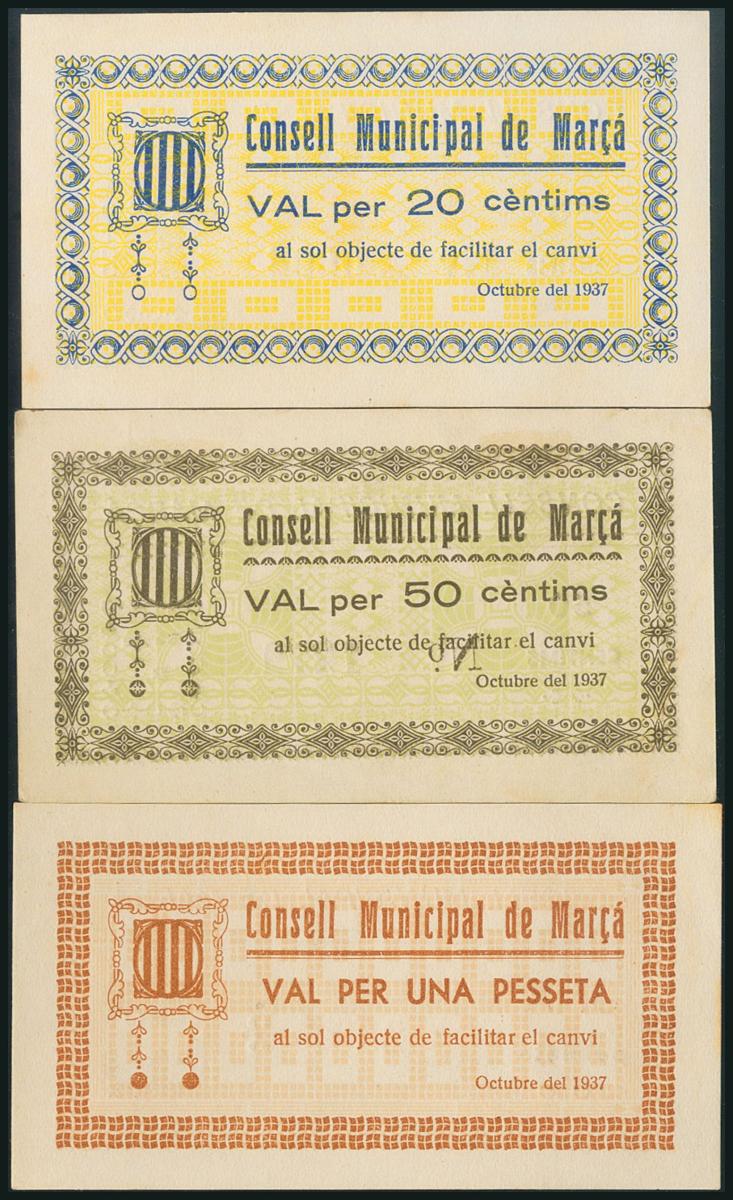 Consell Municipal de Marçá
VAL per 20 cèntims
al sol objecte de facilitar el canvi
Octubre del 1937
Consell Municipal de Marçá
VAL per 50 cèntims
al sol objecte de facilitar el canvi
Octubre del 1937
Consell Municipal de Marçá
VAL PER UNA PESSETA
al sol objecte de facilitar el canvi
Octubre del 1937